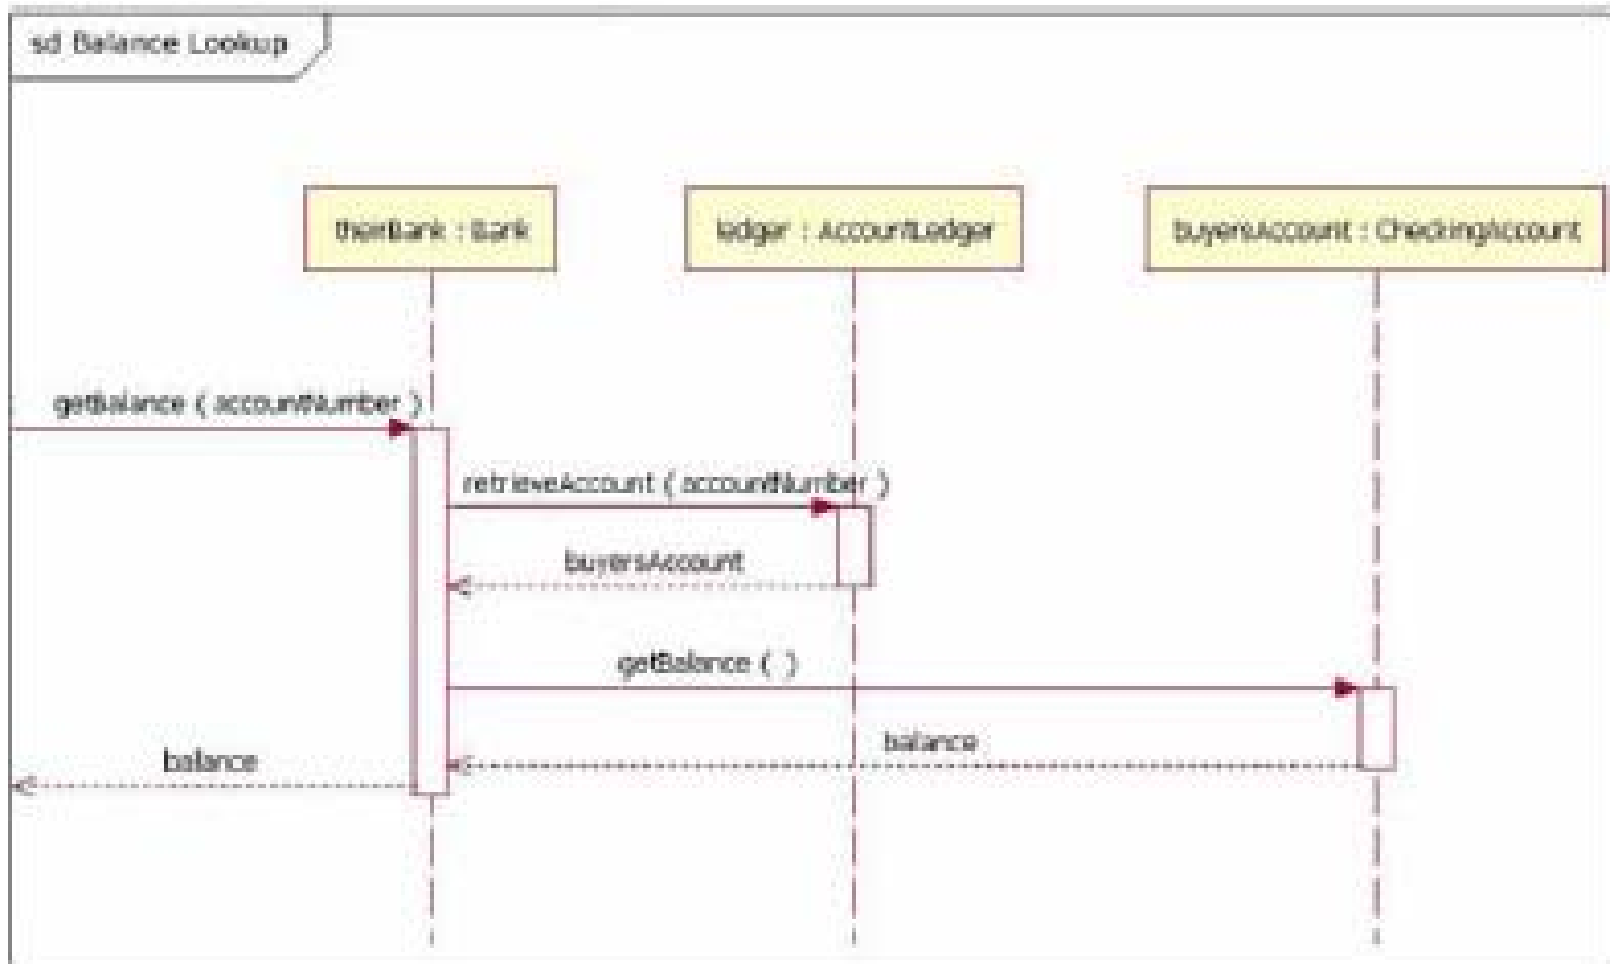 sd Balance Lookup
theirBank : Bank
ledger : AccountLedger
buyersAccount : CheckingAccount
getBalance ( accountNumber )
retrieveAccount ( accountNumber )
buyersAccount
getBalance ( )
balance
balance